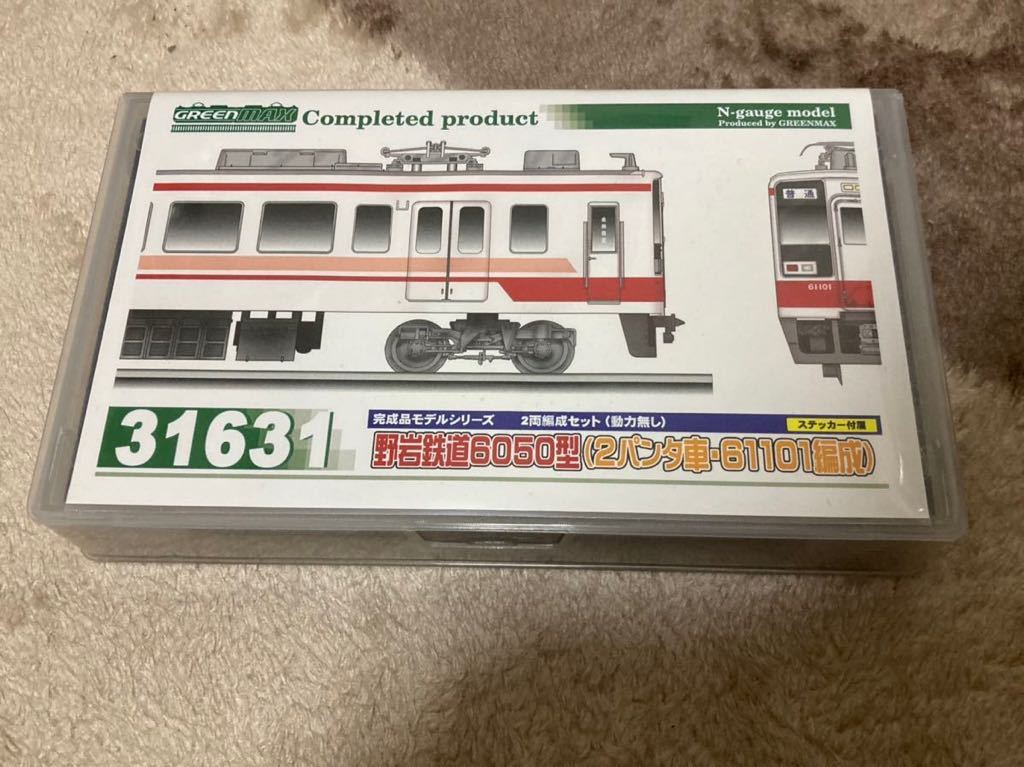 GREENMAX Completed product
N-gauge model
Produced by GREENMAX
普通
61101
31631
完成品モデルシリーズ 2両編成セット（動力無し）
ステッカー付属
野岩鉄道6050型（2パンタ車・61101編成）